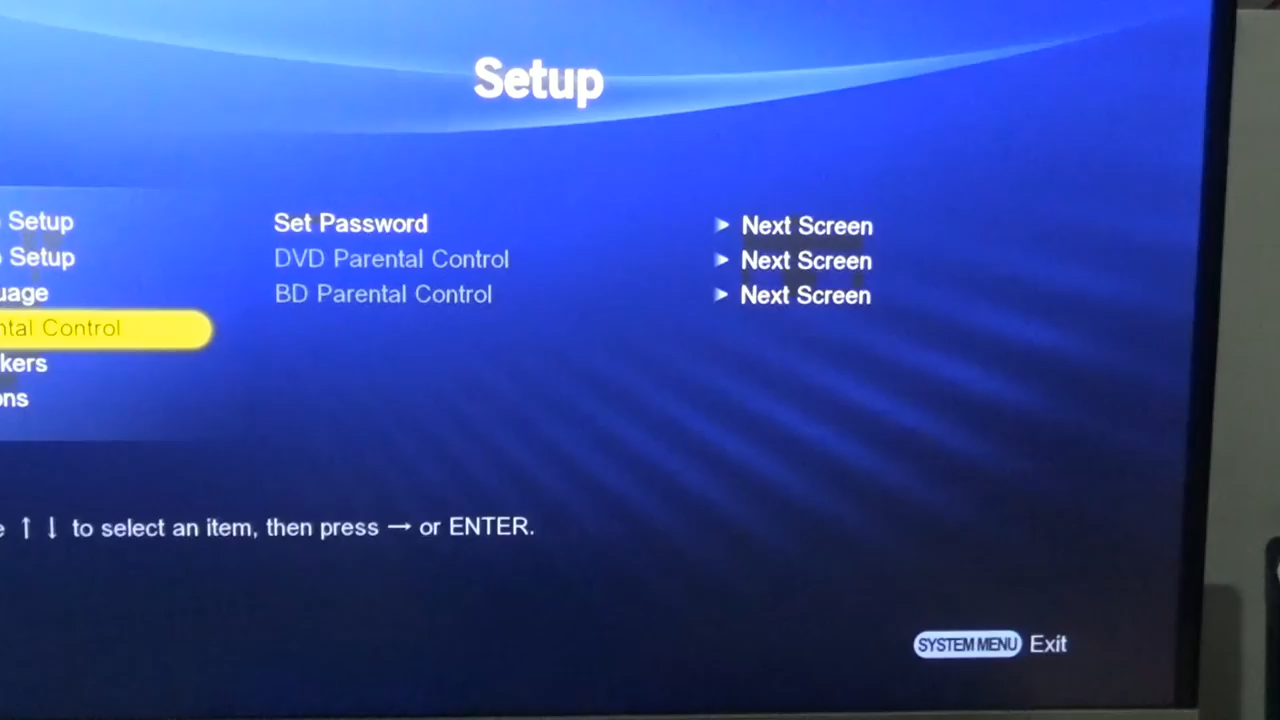 Setup
Setup
Set Password
Next Screen
Setup
DVD Parental Control
Next Screen
uage
BD Parental Control
Next Screen
ntal Control
kers
ons
e ↑ ↓ to select an item, then press → or ENTER.
SYSTEM MENU Exit